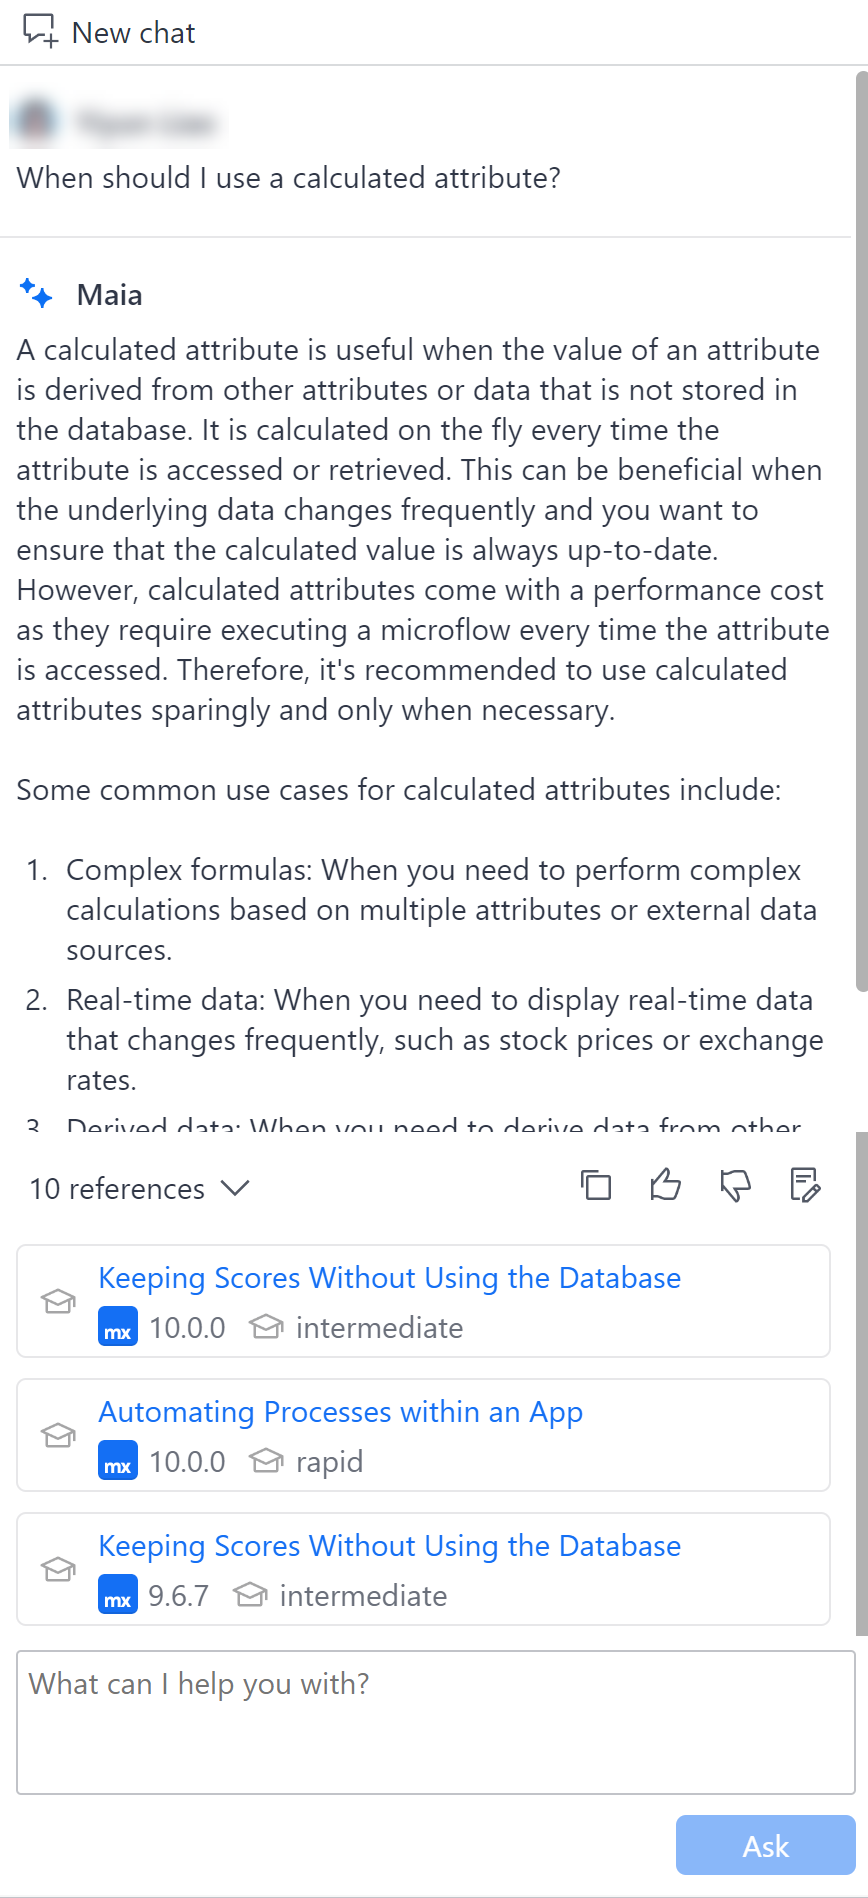 New chat
When should I use a calculated attribute?
Maia
A calculated attribute is useful when the value of an attribute
is derived from other attributes or data that is not stored in
the database. It is calculated on the fly every time the
attribute is accessed or retrieved. This can be beneficial when
the underlying data changes frequently and you want to
ensure that the calculated value is always up-to-date.
However, calculated attributes come with a performance cost
as they require executing a microflow every time the attribute
is accessed. Therefore, it's recommended to use calculated
attributes sparingly and only when necessary.
Some common use cases for calculated attributes include:
1. Complex formulas: When you need to perform complex
calculations based on multiple attributes or external data
sources.
2. Real-time data: When you need to display real-time data
that changes frequently, such as stock prices or exchange
rates.
3. Derived data: When you need to derive data from other
10 references
Keeping Scores Without Using the Database
mx 10.0.0 intermediate
Automating Processes within an App
mx 10.0.0 rapid
Keeping Scores Without Using the Database
mx 9.6.7 intermediate
What can I help you with?
Ask